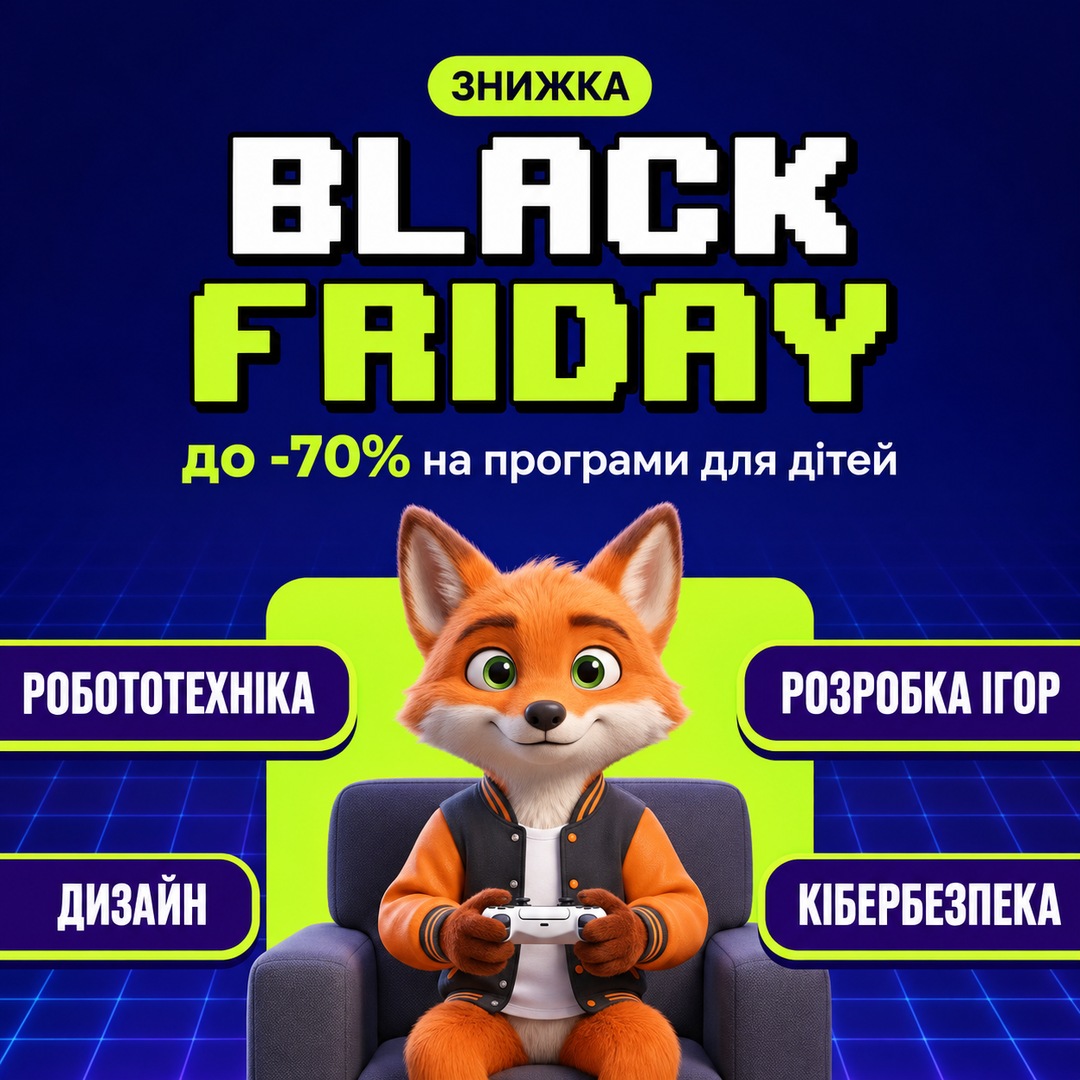 ЗНИЖКА
BLACK
FRIDAY
до -70% на програми для дітей
РОБОТОТЕХНІКА
РОЗРОБКА ІГОР
ДИЗАЙН
КІБЕРБЕЗПЕКА